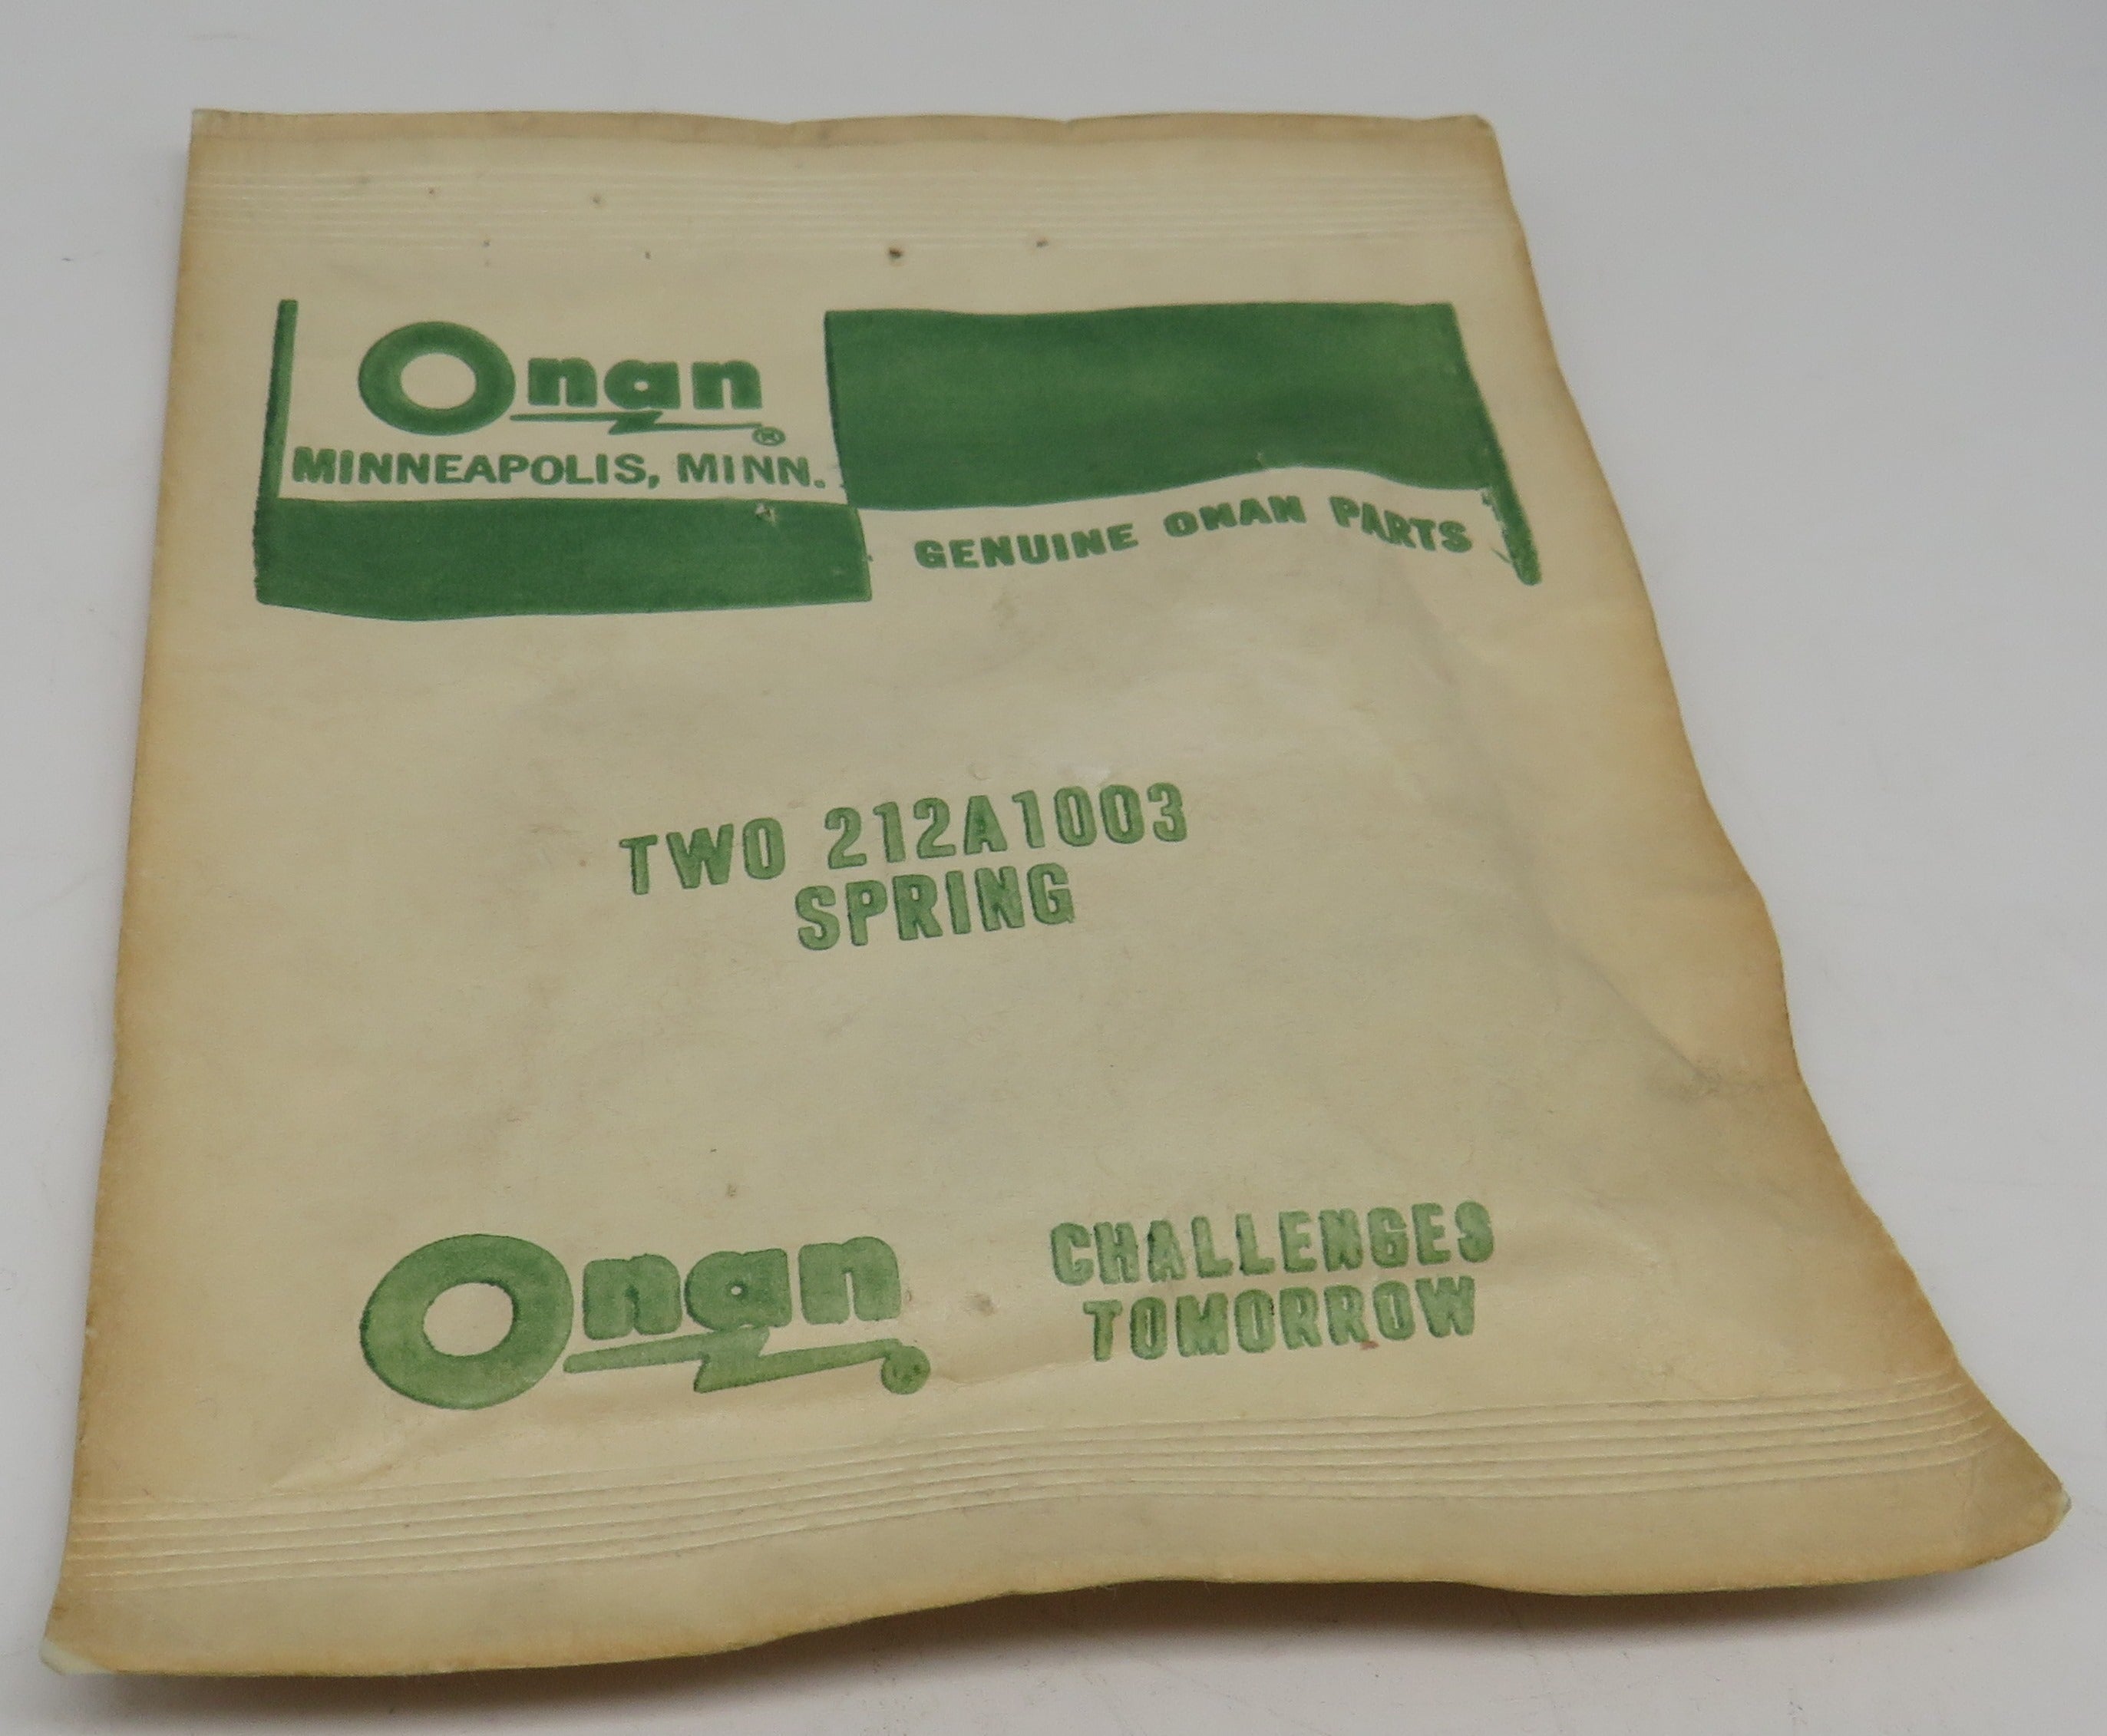 Onan®
MINNEAPOLIS, MINN.
GENUINE ONAN PARTS
TWO 212A1003
SPRING
Onan
CHALLENGES
TOMORROW